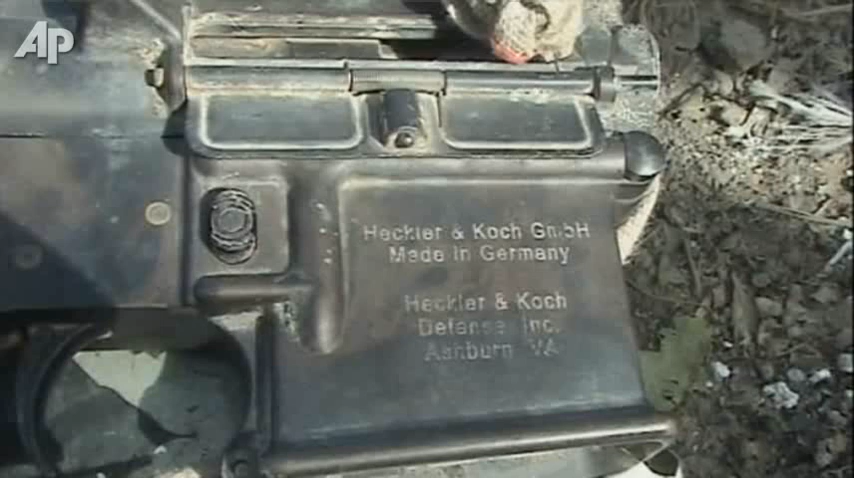 AP
Heckler & Koch GmbH
Made in Germany
Heckler & Koch
Defense Inc.
Ashburn VA